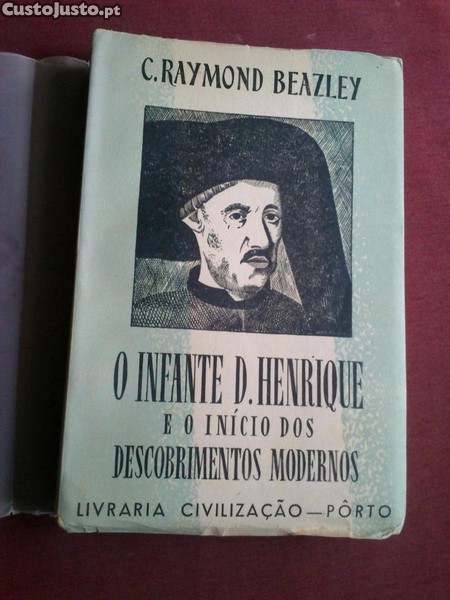 CustoJusto.pt
C. RAYMOND BEAZLEY
O INFANTE D. HENRIQUE
E O INÍCIO DOS
DESCOBRIMENTOS MODERNOS
LIVRARIA CIVILIZAÇÃO—PÔRTO